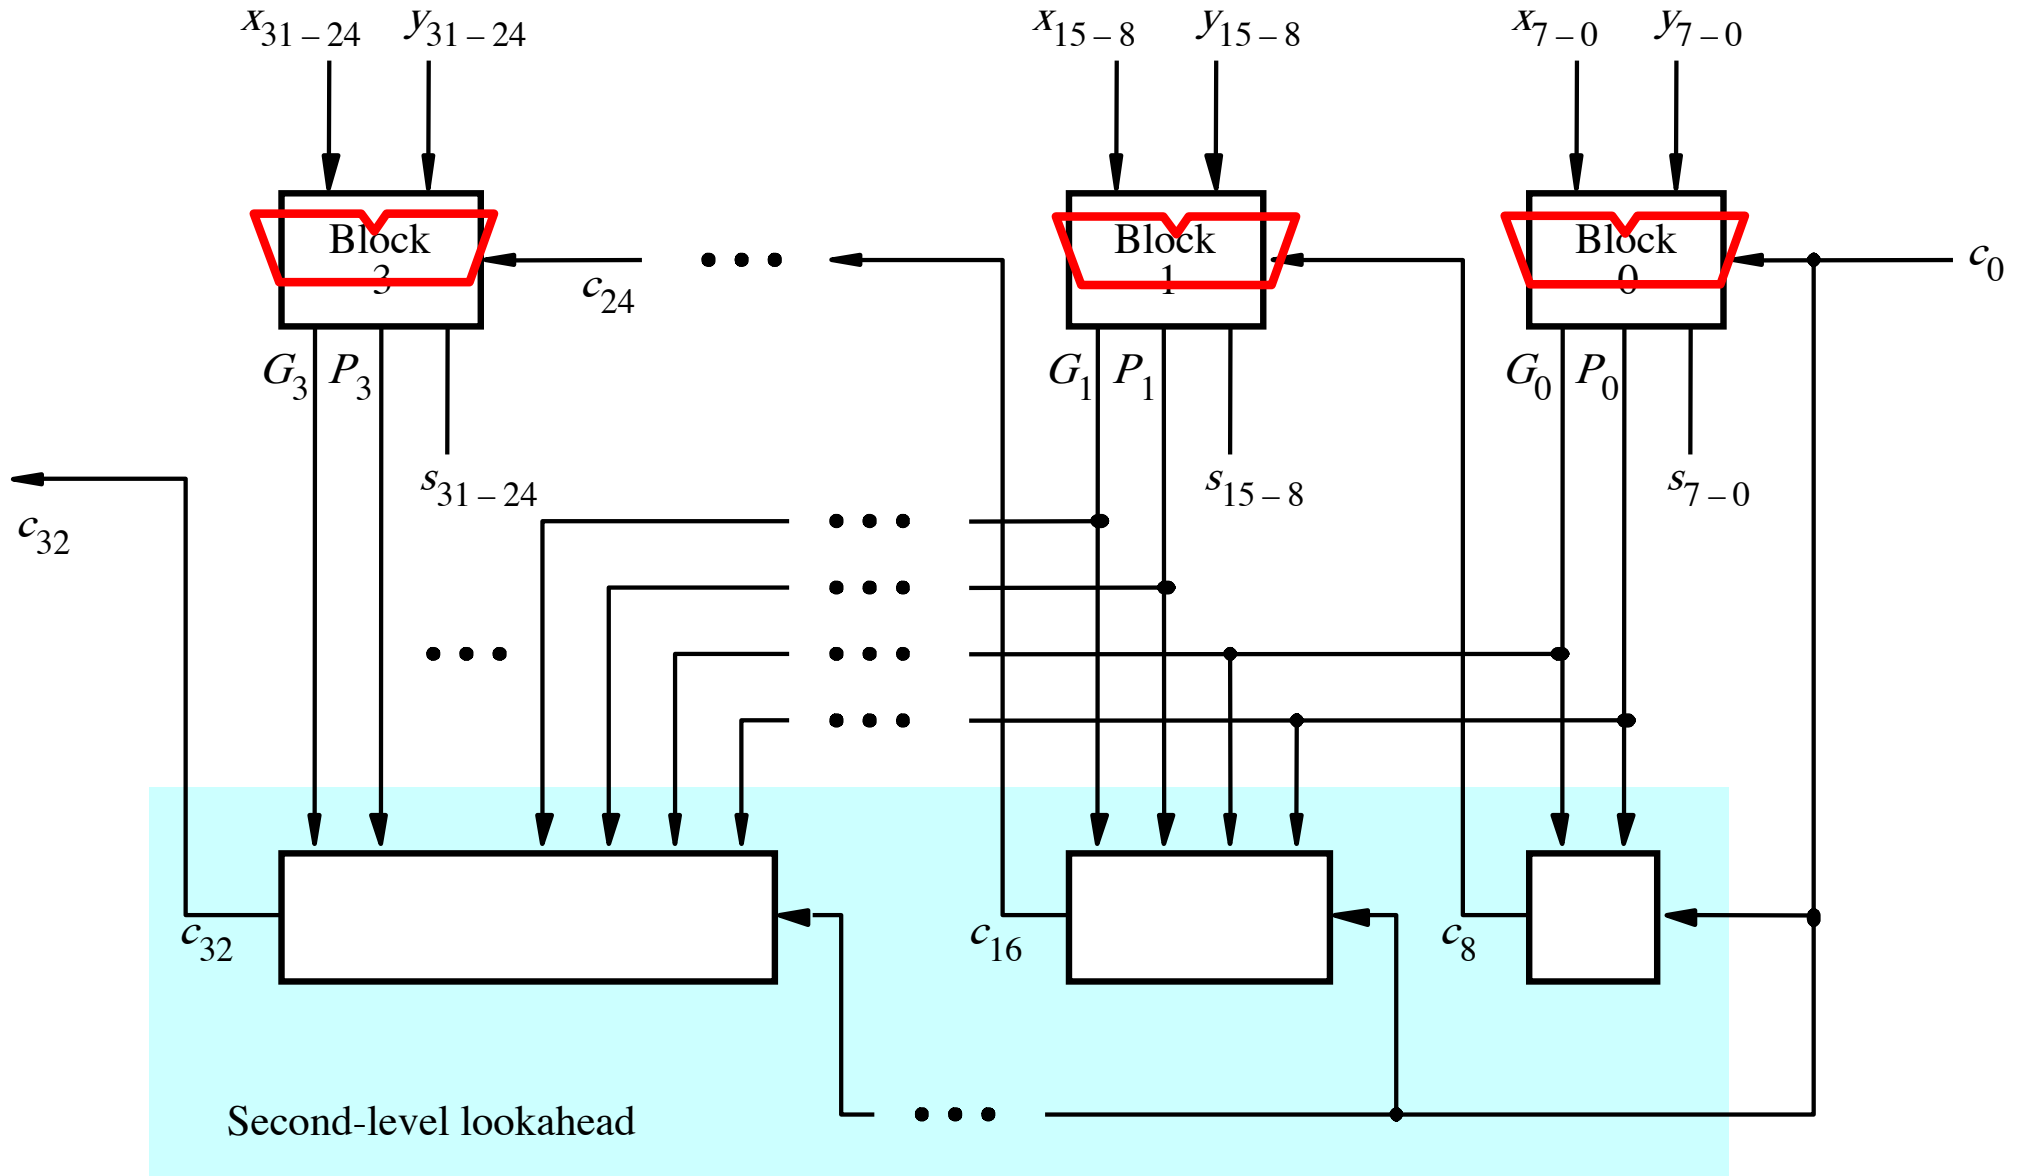 x31–24 y31–24 x15–8 y15–8 x7–0 y7–0
Block
3
Block
1
Block
0
c24
c0
G3 P3
G1 P1
G0 P0
s31–24
s15–8
s7–0
c32
c32
c16
c8
Second-level lookahead